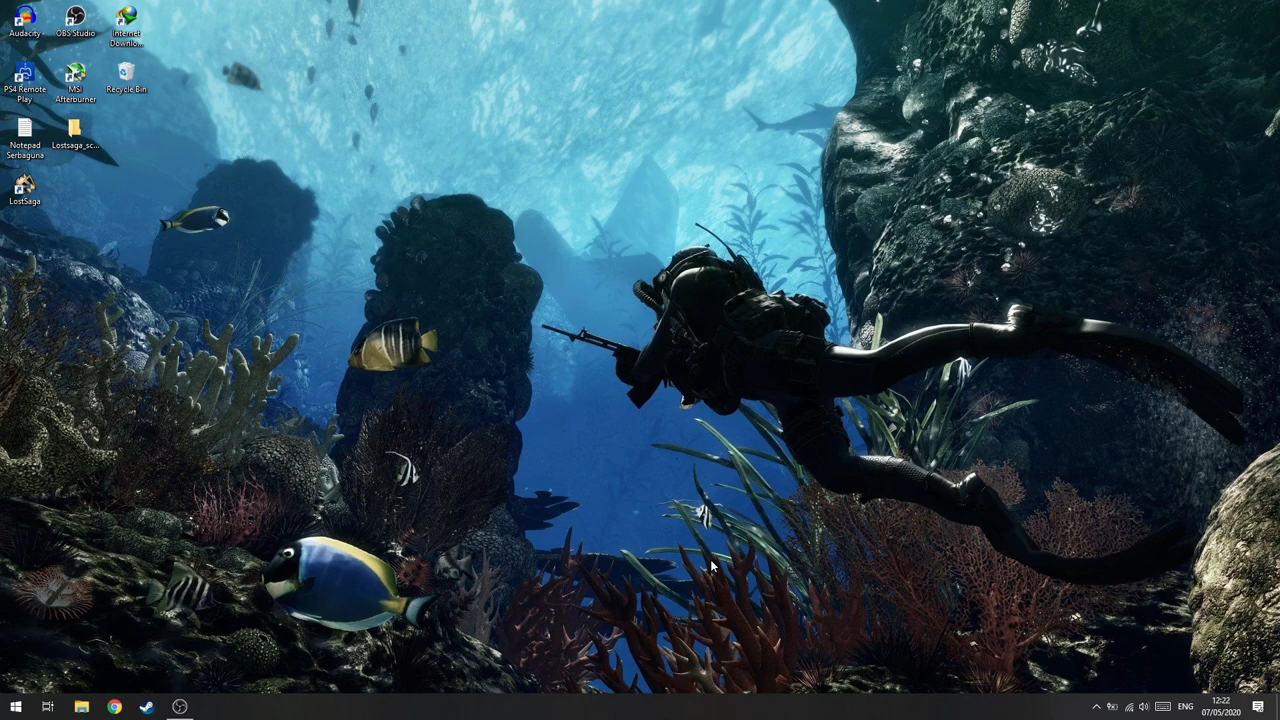 Audacity
OBS Studio
Internet
Downlo...
PS4 Remote
Play
MSI
Afterburner
Recycle Bin
Notepad
Serbaguna
Lostsaga_sc...
LostSaga
ENG
12:22
07/05/2020